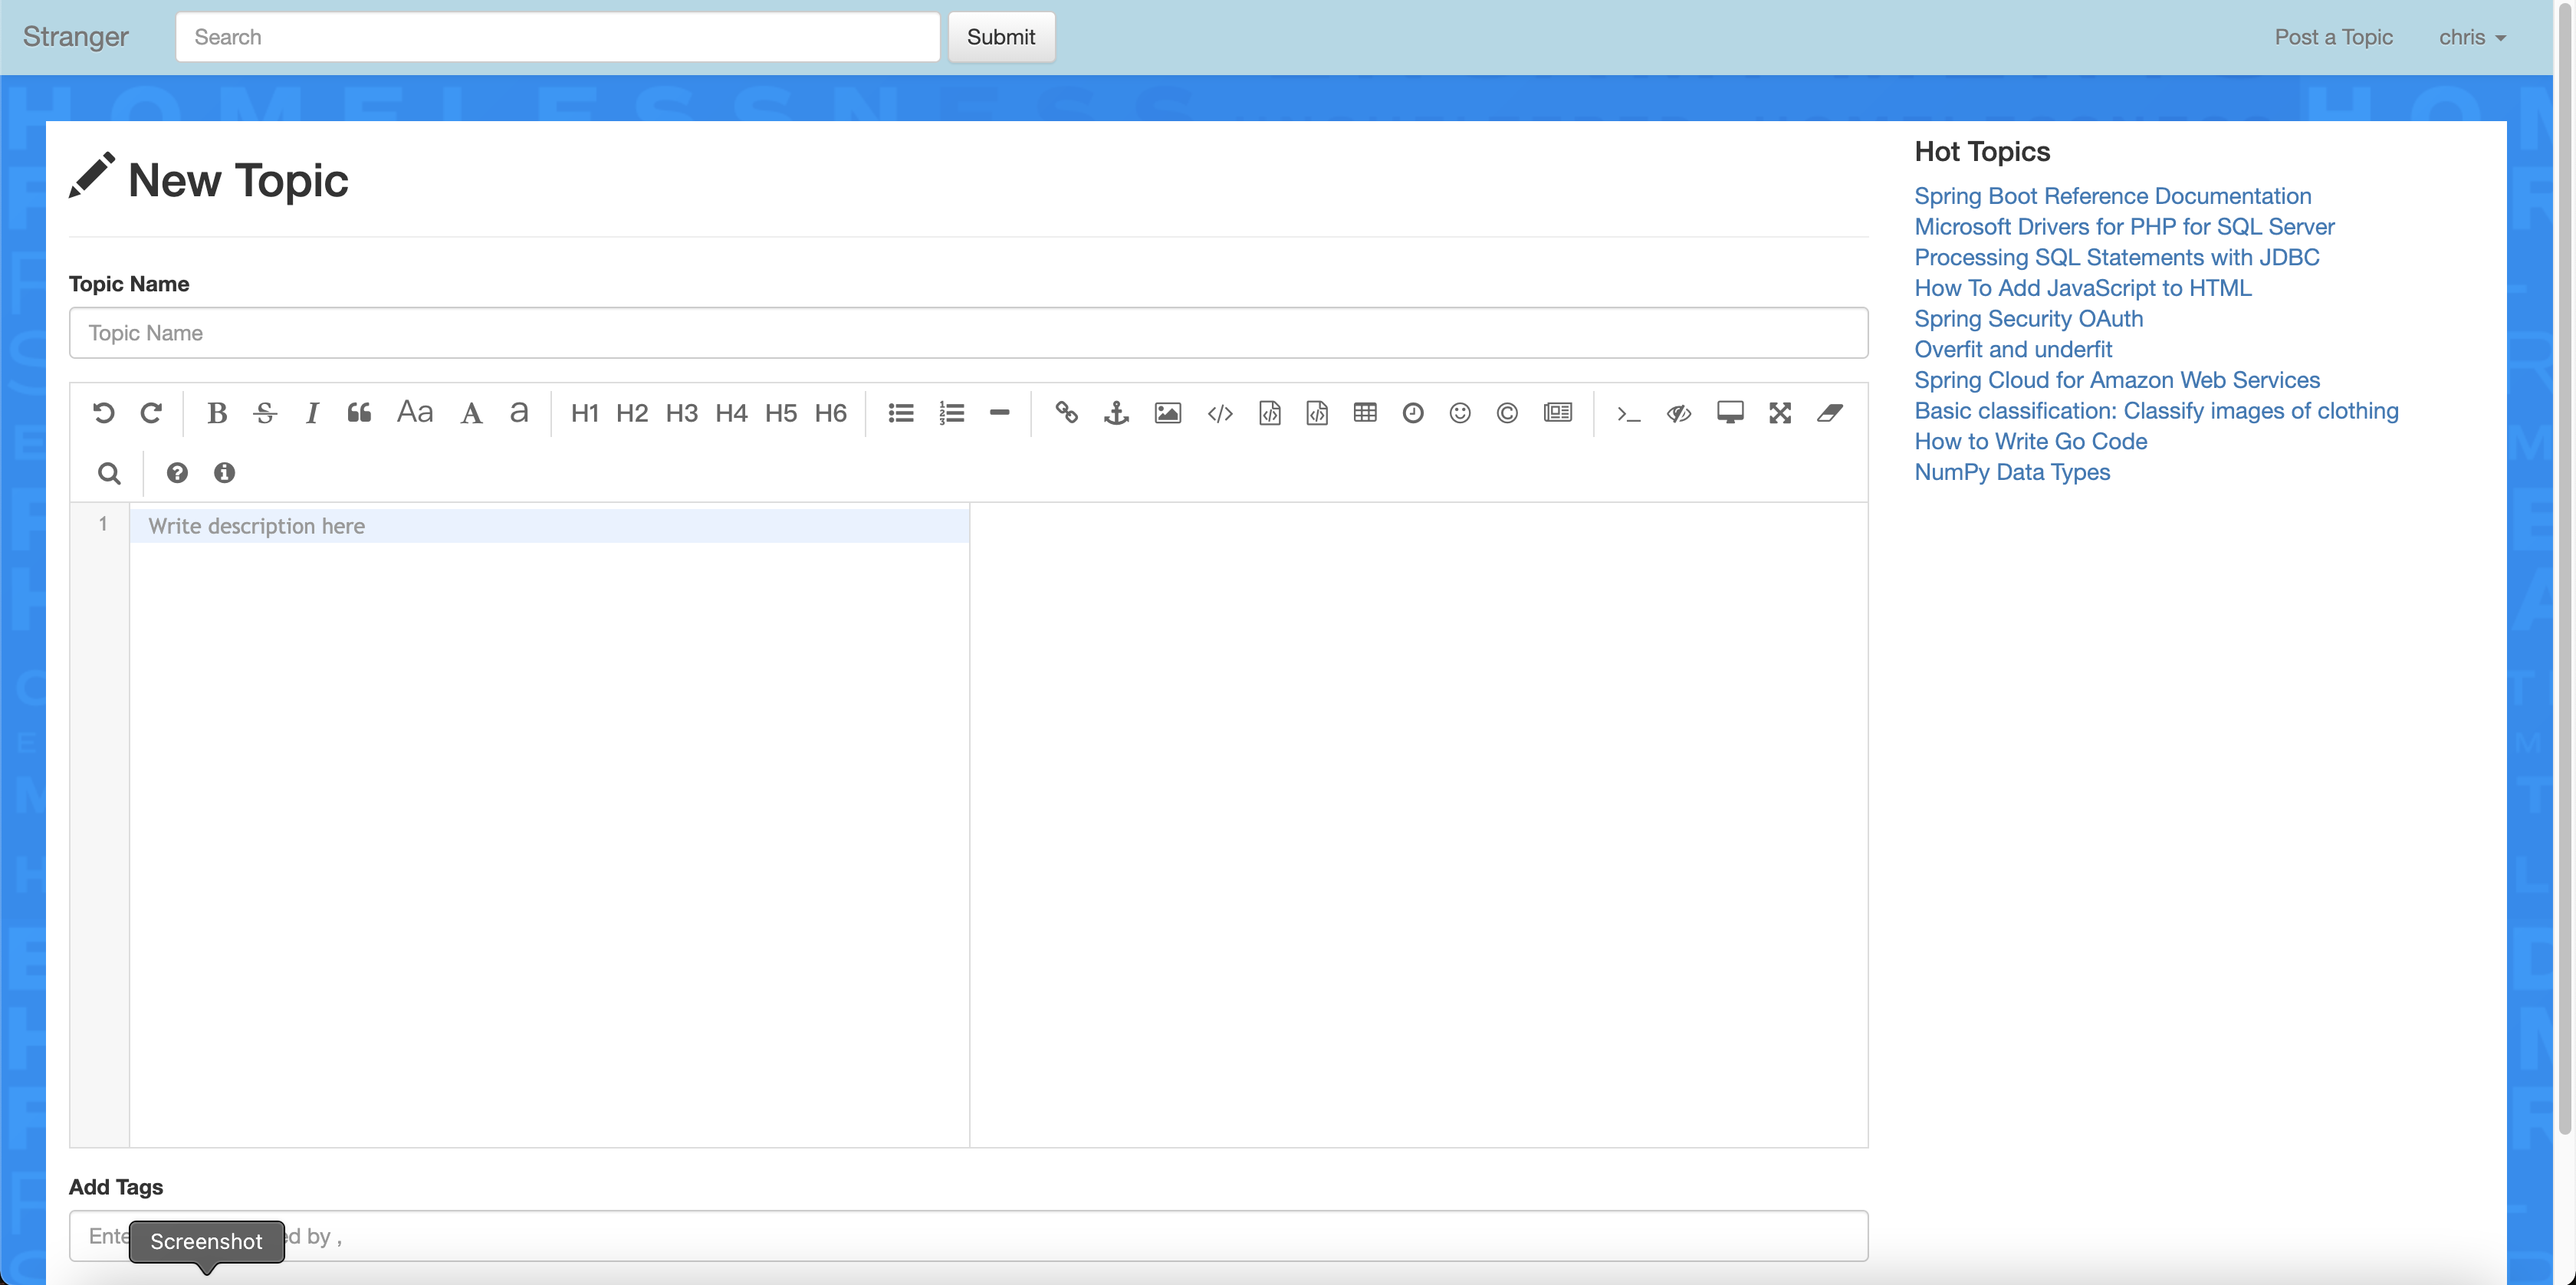 Stranger Search Submit Post a Topic chris
HOMELESSNESS
New Topic
Topic Name
Topic Name
B S I Aa A a H1 H2 H3 H4 H5 H6
1 Write description here
Add Tags
Ente ed by ,
Screenshot
Hot Topics
Spring Boot Reference Documentation
Microsoft Drivers for PHP for SQL Server
Processing SQL Statements with JDBC
How To Add JavaScript to HTML
Spring Security OAuth
Overfit and underfit
Spring Cloud for Amazon Web Services
Basic classification: Classify images of clothing
How to Write Go Code
NumPy Data Types